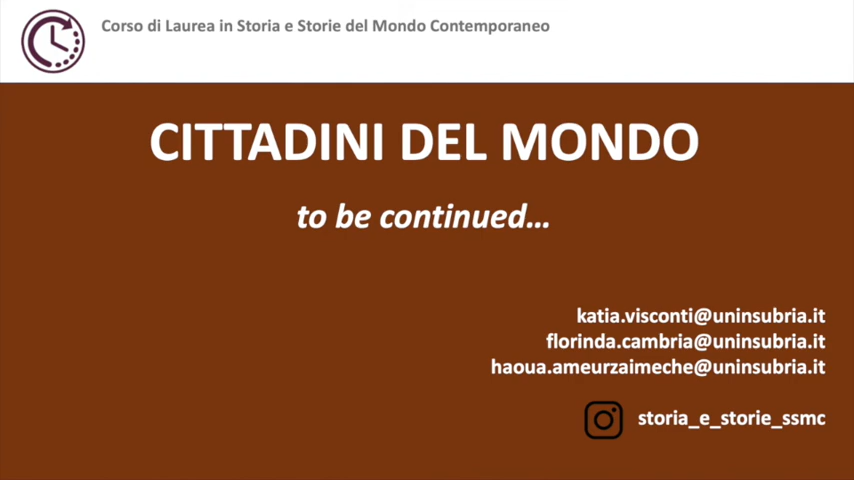 Corso di Laurea in Storia e Storie del Mondo Contemporaneo
CITTADINI DEL MONDO
to be continued...
katia.visconti@uninsubria.it
florinda.cambria@uninsubria.it
haoua.ameurzaimeche@uninsubria.it
storia_e_storie_ssmc